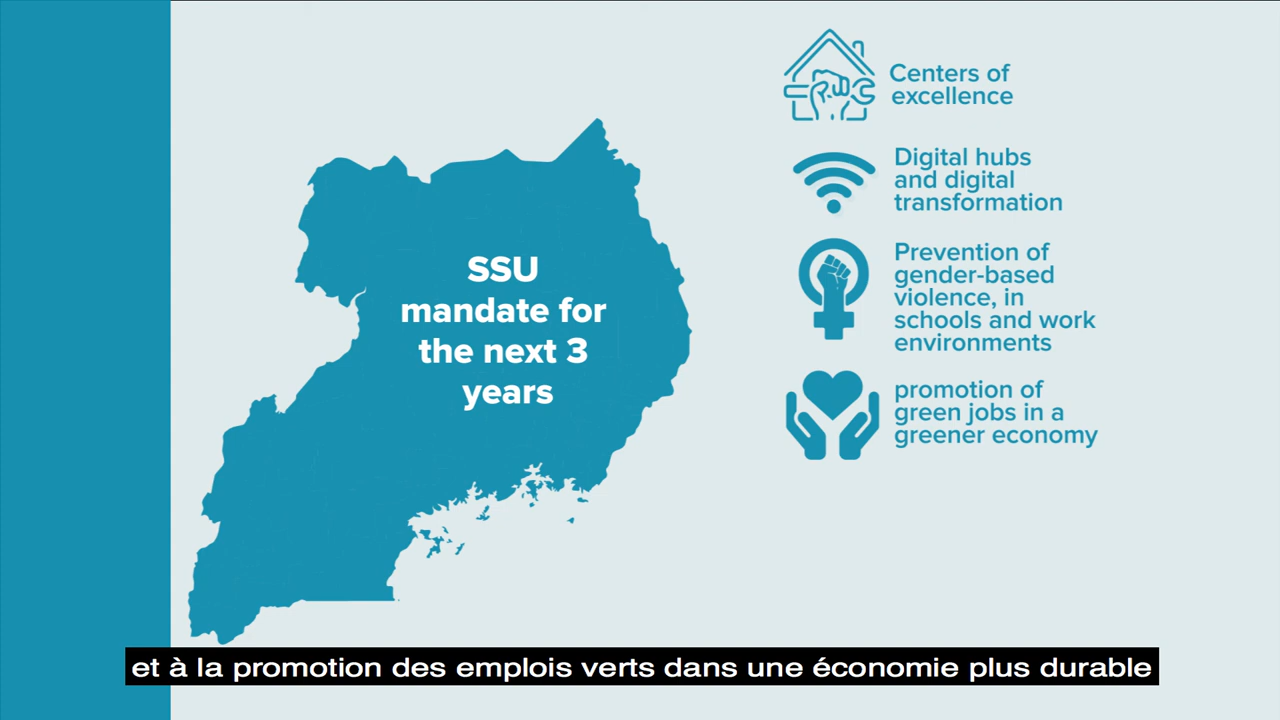 SSU
mandate for
the next 3
years
Centers of
excellence
Digital hubs
and digital
transformation
Prevention of
gender-based
violence, in
schools and work
environments
promotion of
green jobs in a
greener economy
et à la promotion des emplois verts dans une économie plus durable